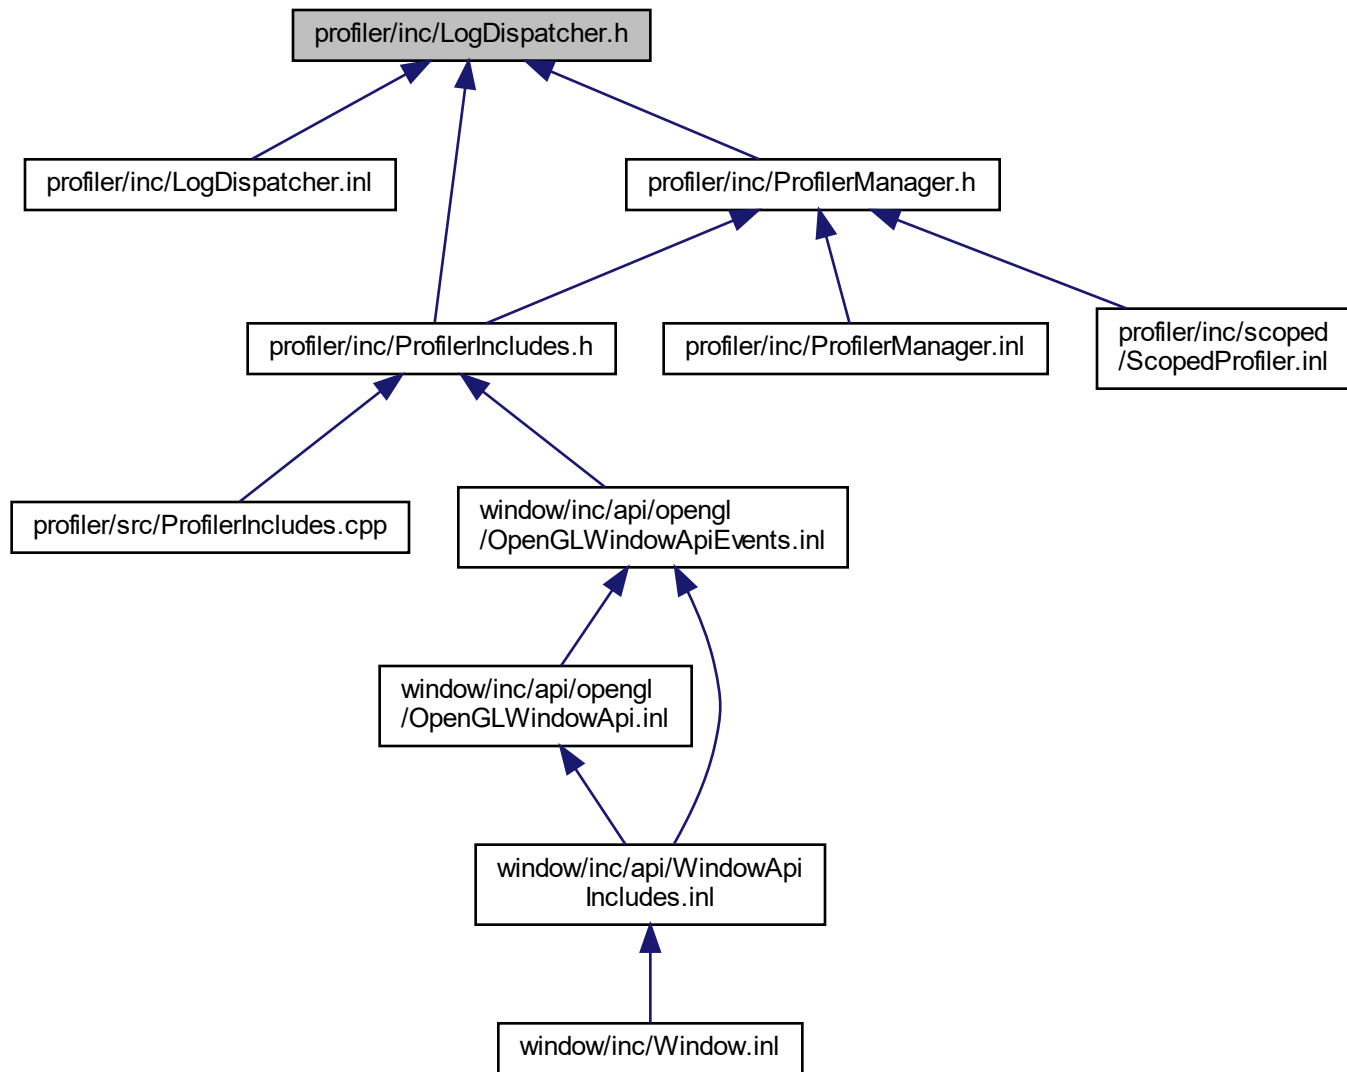 profiler/inc/LogDispatcher.h
profiler/inc/LogDispatcher.inl
profiler/inc/ProfilerManager.h
profiler/inc/ProfilerIncludes.h
profiler/inc/ProfilerManager.inl
profiler/inc/scoped
/ScopedProfiler.inl
profiler/src/ProfilerIncludes.cpp
window/inc/api/opengl
/OpenGLWindowApiEvents.inl
window/inc/api/opengl
/OpenGLWindowApi.inl
window/inc/api/WindowApi
Includes.inl
window/inc/Window.inl